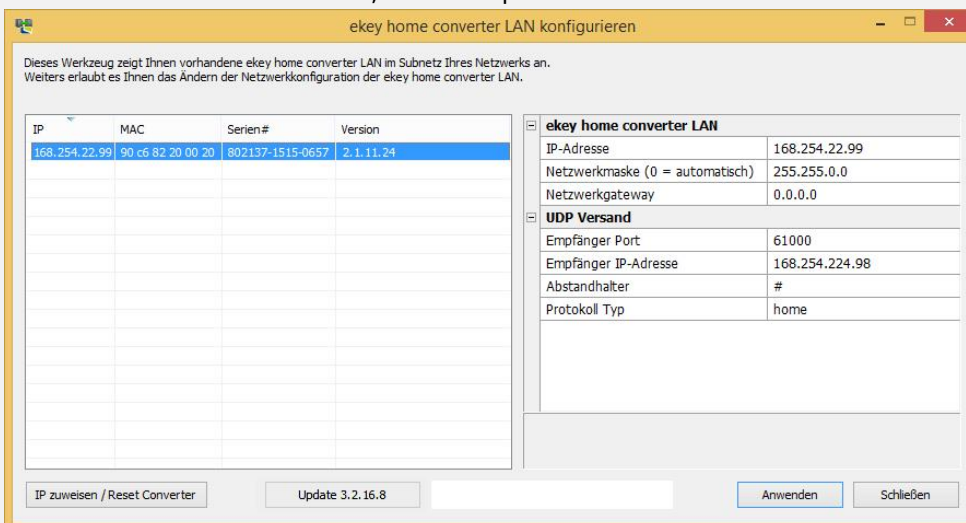 ekey home converter LAN konfigurieren
Dieses Werkzeug zeigt Ihnen vorhandene ekey home converter LAN im Subnetz Ihres Netzwerks an.
Weiters erlaubt es Ihnen das Ändern der Netzwerkkonfiguration der ekey home converter LAN.
IP MAC Serien# Version
168.254.22.99 90 c6 82 20 00 20 802137-1515-0657 2.1.11.24
ekey home converter LAN
IP-Adresse 168.254.22.99
Netzwerkmaske (0 = automatisch) 255.255.0.0
Netzwerkgateway 0.0.0.0
UDP Versand
Empfänger Port 61000
Empfänger IP-Adresse 168.254.224.98
Abstandhalter #
Protokoll Typ home
IP zuweisen / Reset Converter Update 3.2.16.8 Anwenden Schließen